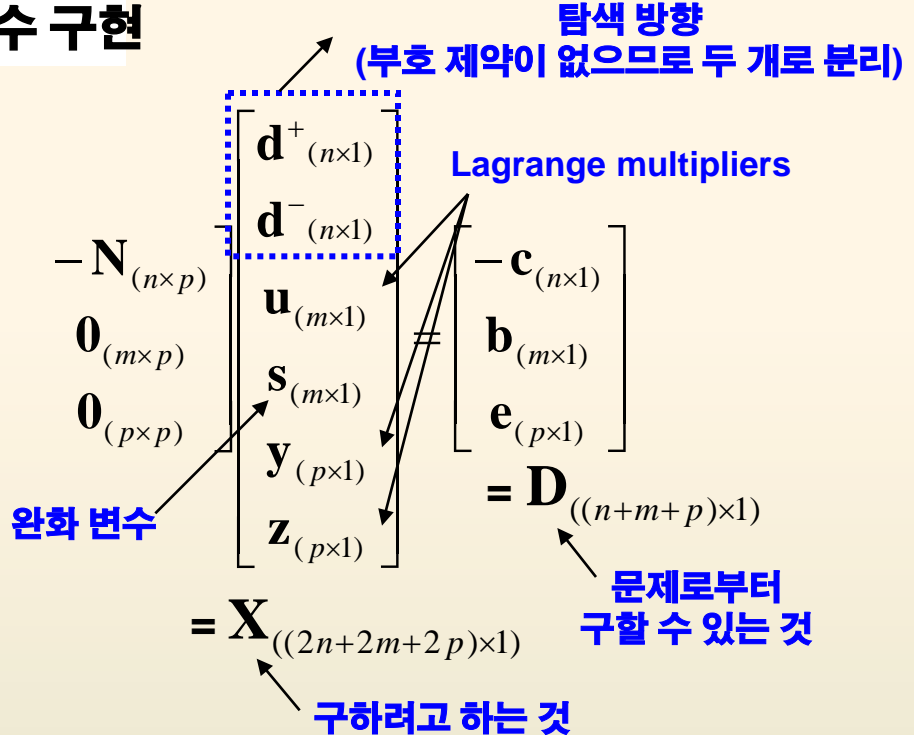 수 구현
탐색 방향
(부호 제약이 없으므로 두 개로 분리)
d⁺₍ₙ×₁₎
d⁻₍ₙ×₁₎
Lagrange multipliers
−N₍n×p₎
0₍m×p₎
0₍p×p₎
u₍m×1₎
s₍m×1₎
y₍p×1₎
z₍p×1₎
=
−c₍n×1₎
b₍m×1₎
e₍p×1₎
= D₍(n+m+p)×1₎
완화 변수
문제로부터
구할 수 있는 것
= X₍(2n+2m+2p)×1₎
구하려고 하는 것